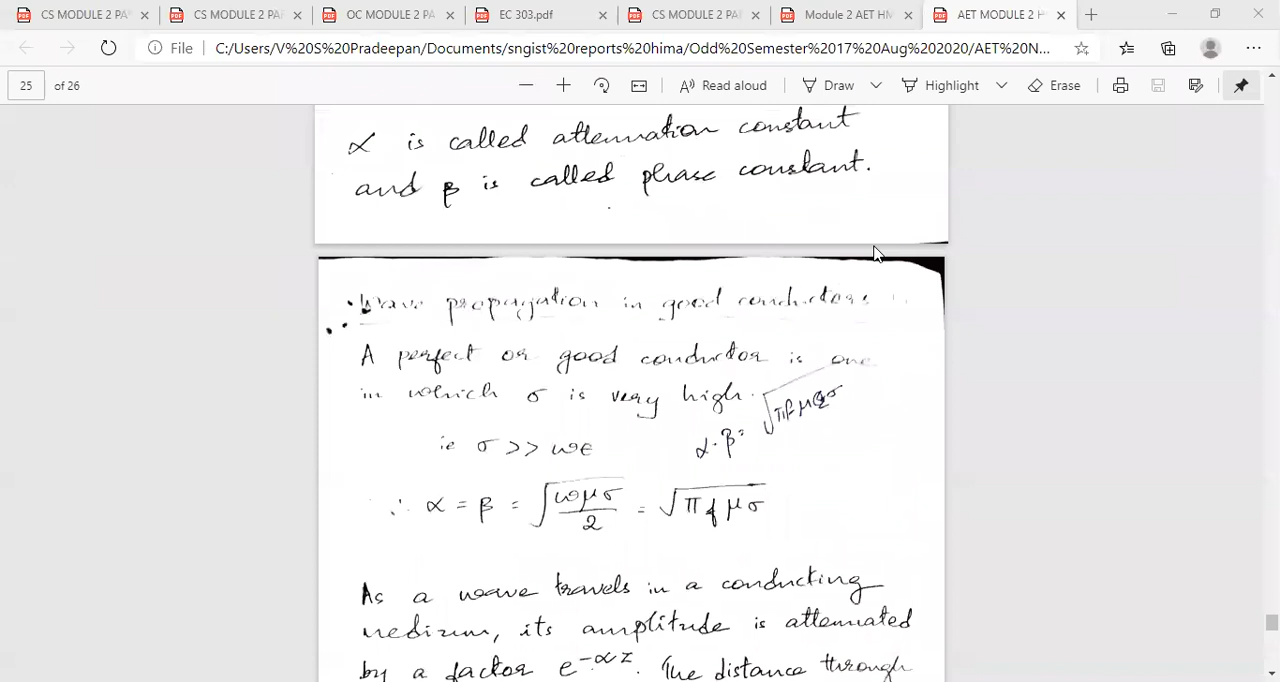 CS MODULE 2 PA
CS MODULE 2 PA
OC MODULE 2 PA
EC 303.pdf
CS MODULE 2 PA
Module 2 AET HM
AET MODULE 2 H
File C:/Users/V%20S%20Pradeepan/Documents/sngist%20reports%20hima/Odd%20Semester%2017%20Aug%202020/AET%20N...
25 of 26 Read aloud Draw Highlight Erase
α is called attenuation constant
and β is called phase constant.
Wave propagation in good conductors
A perfect or good conductor is one
in which σ is very high.
ie σ >> ωϵ
∴ α = β = √(ωμσ/2) = √πfμσ
As a wave travels in a conducting
medium, its amplitude is attenuated
by a factor e^-αz. The distance through